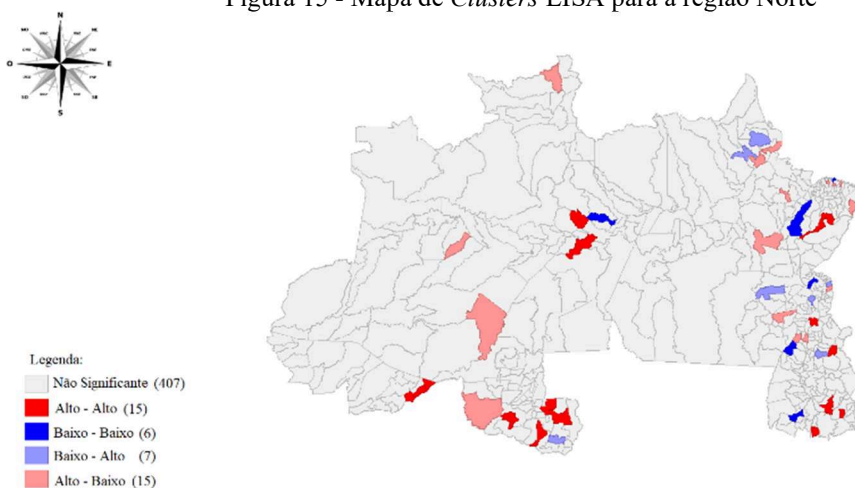 Figura 15 - Mapa de Clusters LISA para a região Norte
N
O
E
S
Legenda:
Não Significante (407)
Alto - Alto (15)
Baixo - Baixo (6)
Baixo - Alto (7)
Alto - Baixo (15)